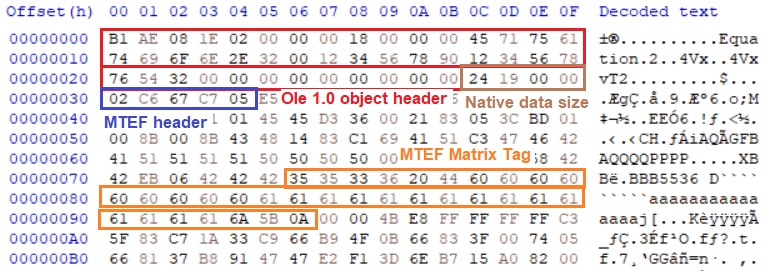 Offset(h) 00 01 02 03 04 05 06 07 08 09 0A 0B 0C 0D 0E 0F Decoded text
00000000 B1 AE 08 1E 02 00 00 00 18 00 00 00 45 71 75 61 ±®..........Equa
00000010 74 69 6F 6E 2E 32 00 12 34 56 78 90 12 34 56 78 tion.2..4Vx..4Vx
00000020 76 54 32 00 00 00 00 00 00 00 00 00 24 19 00 00 vT2.........$...
00000030 02 C6 67 C7 05 E5 Ole 1.0 object header Native data size .ÆgÇ.å.9.Æ°6.o;M
00000040 MTEF header 01 45 45 D3 36 00 21 83 05 3C BD 01 ‡¬½..EEÓ6.!ƒ.<½.
00000050 00 8B 00 8B 43 48 14 83 C1 69 41 51 C3 47 46 42 .‹.‹CH.ƒÁiAQÃGFB
00000060 41 51 51 51 51 50 50 50 50 00 MTEF Matrix Tag 58 42 AQQQQPPPP.....XB
00000070 42 EB 06 42 42 42 35 35 33 36 20 44 60 60 60 60 Bë.BBB5536 D````
00000080 60 60 60 60 60 61 61 61 61 61 61 61 61 61 61 61 `````aaaaaaaaaaa
00000090 61 61 61 61 6A 5B 0A 00 00 4B E8 FF FF FF FF C3 aaaaj[...KèÿÿÿÿÃ
000000A0 5F 83 C7 1A 33 C9 66 B9 4F 0B 66 83 3F 00 74 05 _ƒÇ.3Éf¹O.fƒ?.t.
000000B0 66 81 37 B8 91 47 47 E2 F1 3D 6E B7 15 A0 82 00 f.7¸‘GGâñ=n·. ‚.